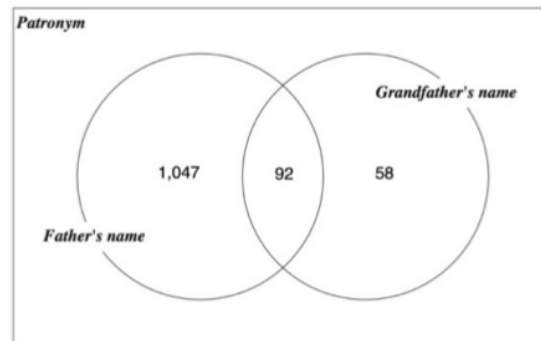 Patronym
Grandfather's name
1,047
92
58
Father's name